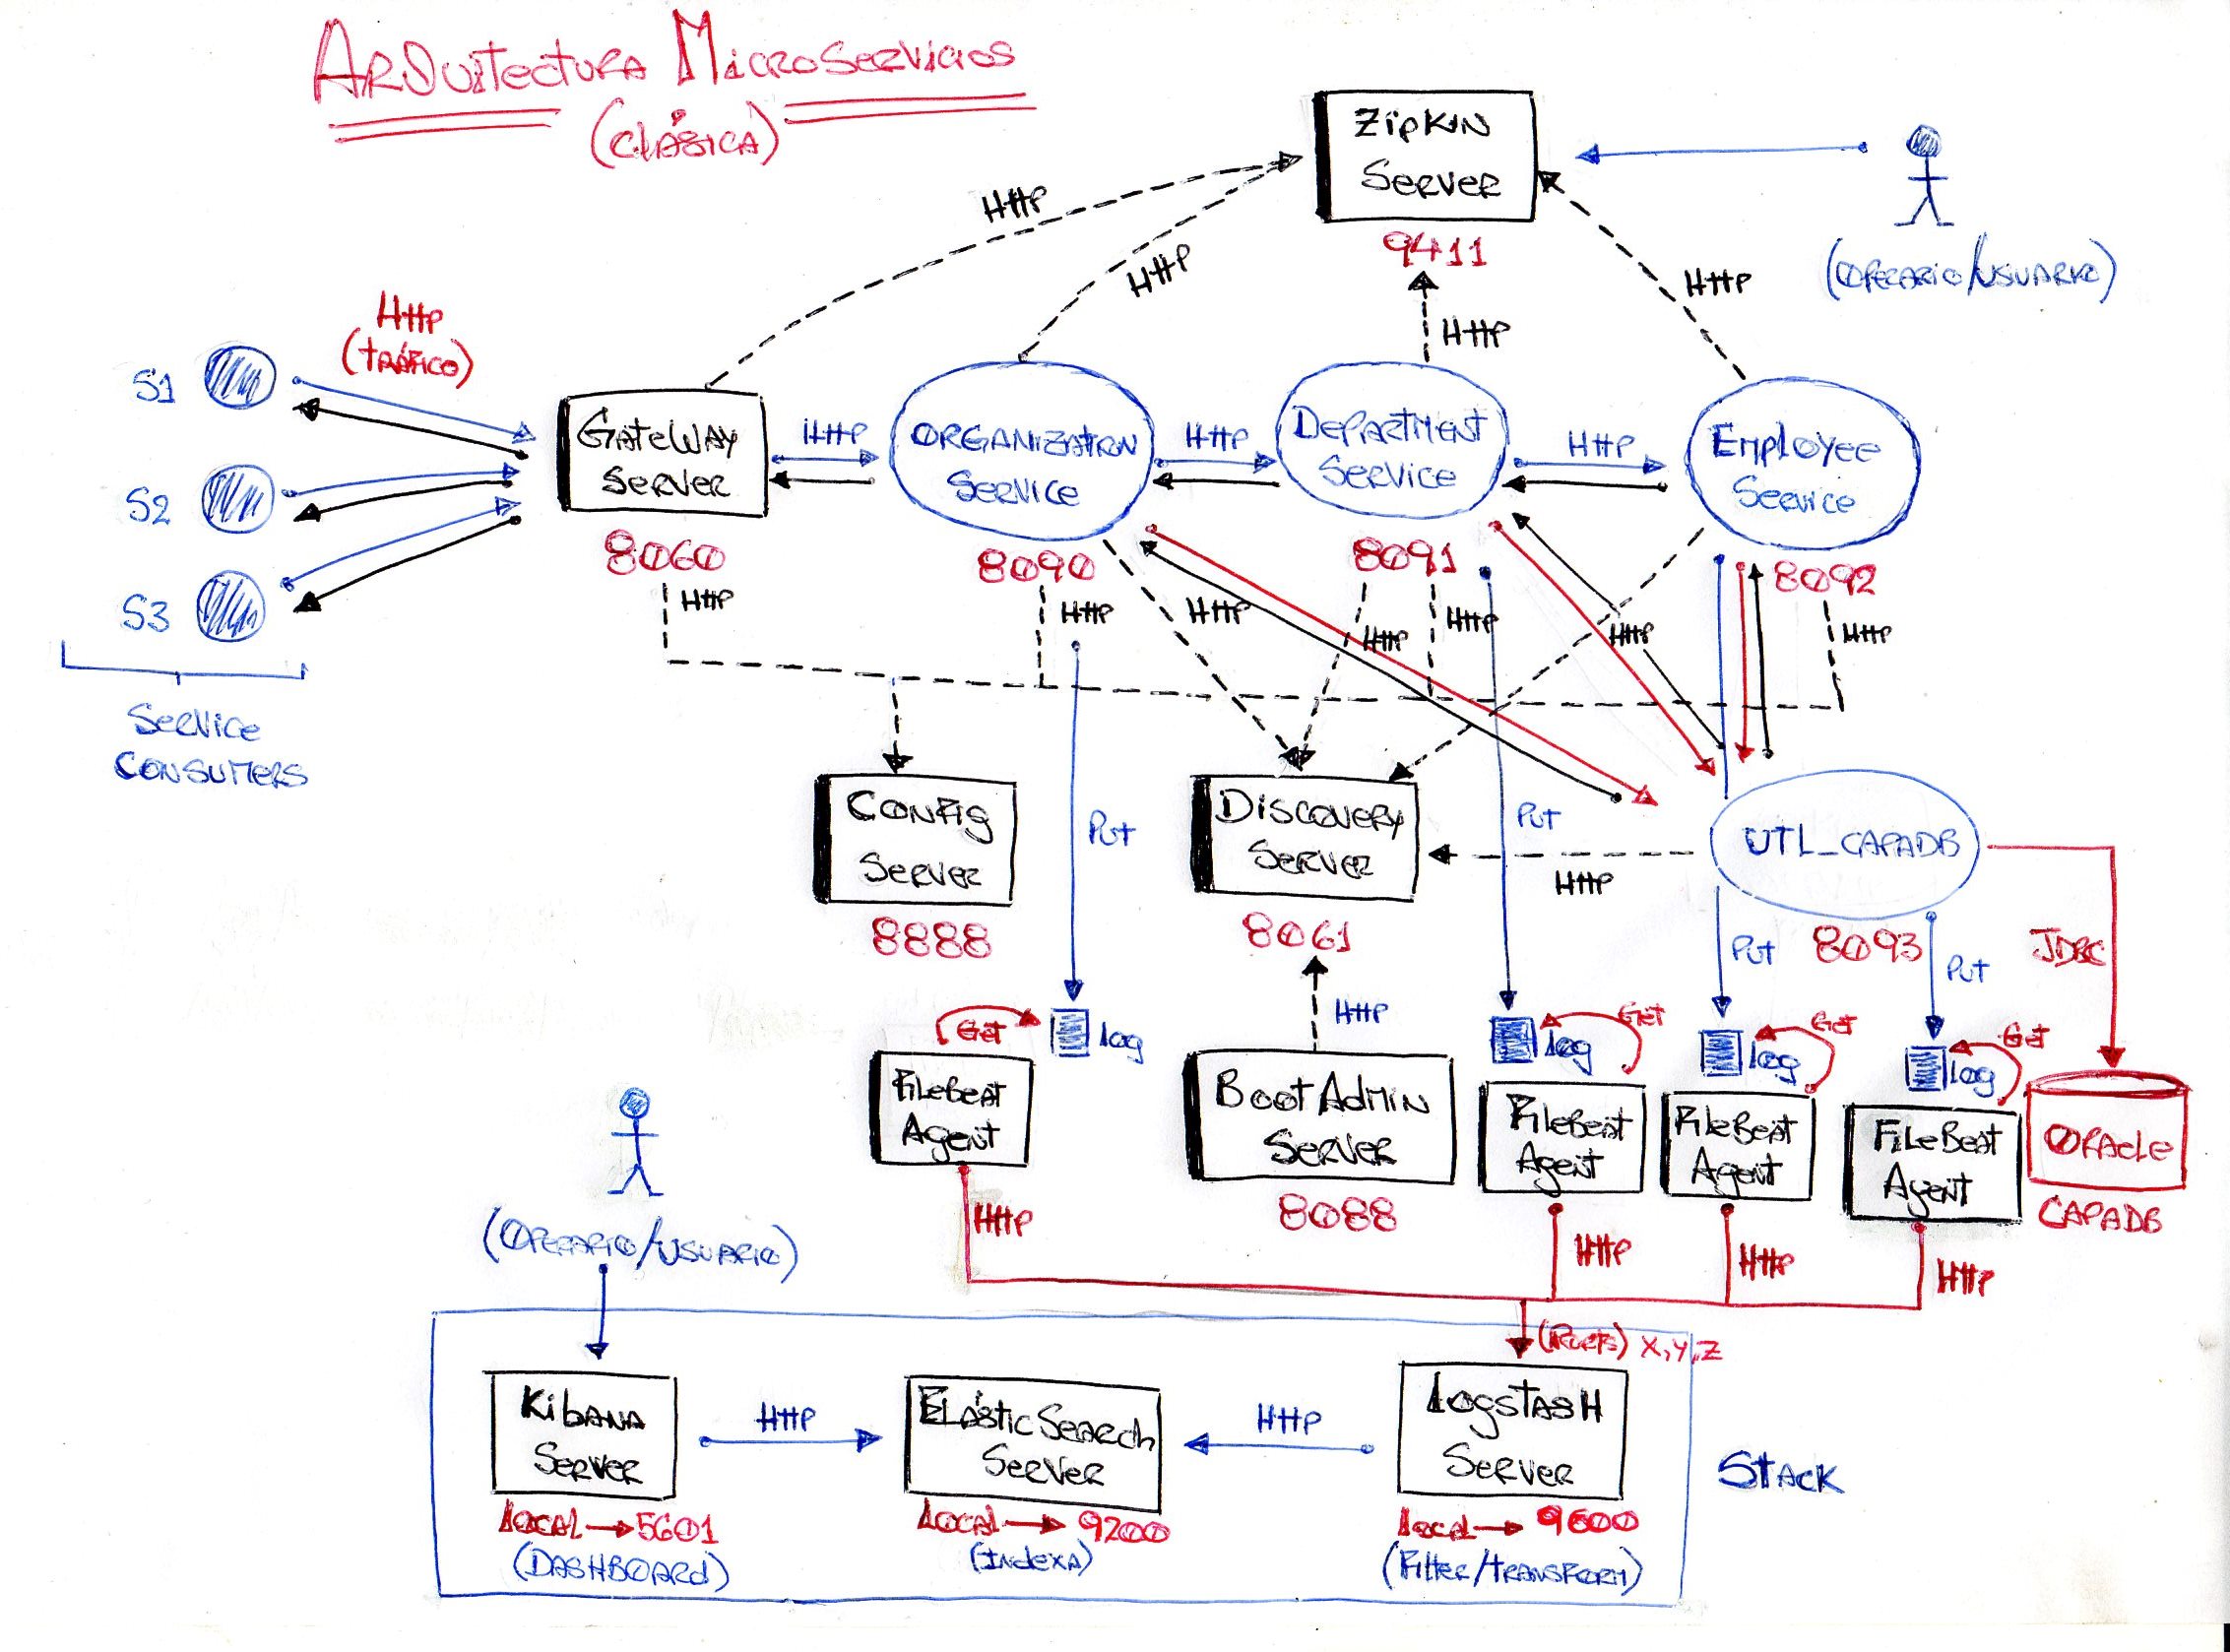 Arquitectura Microservicios
(Clásica)
Zipkin
Server
9411
(Operario/Usuario)
HTTP
HTTP
HTTP
HTTP
HTTP
(Tráfico)
S1
S2
S3
Service
Consumers
Gateway
Server
8060
HTTP
Organization
Service
8090
HTTP
Department
Service
8091
HTTP
Employee
Service
8092
HTTP
HTTP
HTTP
HTTP
HTTP
HTTP
HTTP
Config
Server
8888
Put
Discovery
Server
8061
Put
HTTP
UTL_CAPADB
8093
Put
Put
JDBC
HTTP
Get
log
Get
log
Get
log
Get
log
FileBeat
Agent
BootAdmin
Server
8088
FileBeat
Agent
FileBeat
Agent
FileBeat
Agent
Oracle
CAPADB
HTTP
HTTP
HTTP
HTTP
(Operario/Usuario)
(Ports) X,Y,Z
Kibana
Server
Local → 5601
(Dashboard)
HTTP
ElasticSearch
Server
Local → 9200
(Indexa)
HTTP
Logstash
Server
Local → 9600
(Filter/Transform)
Stack